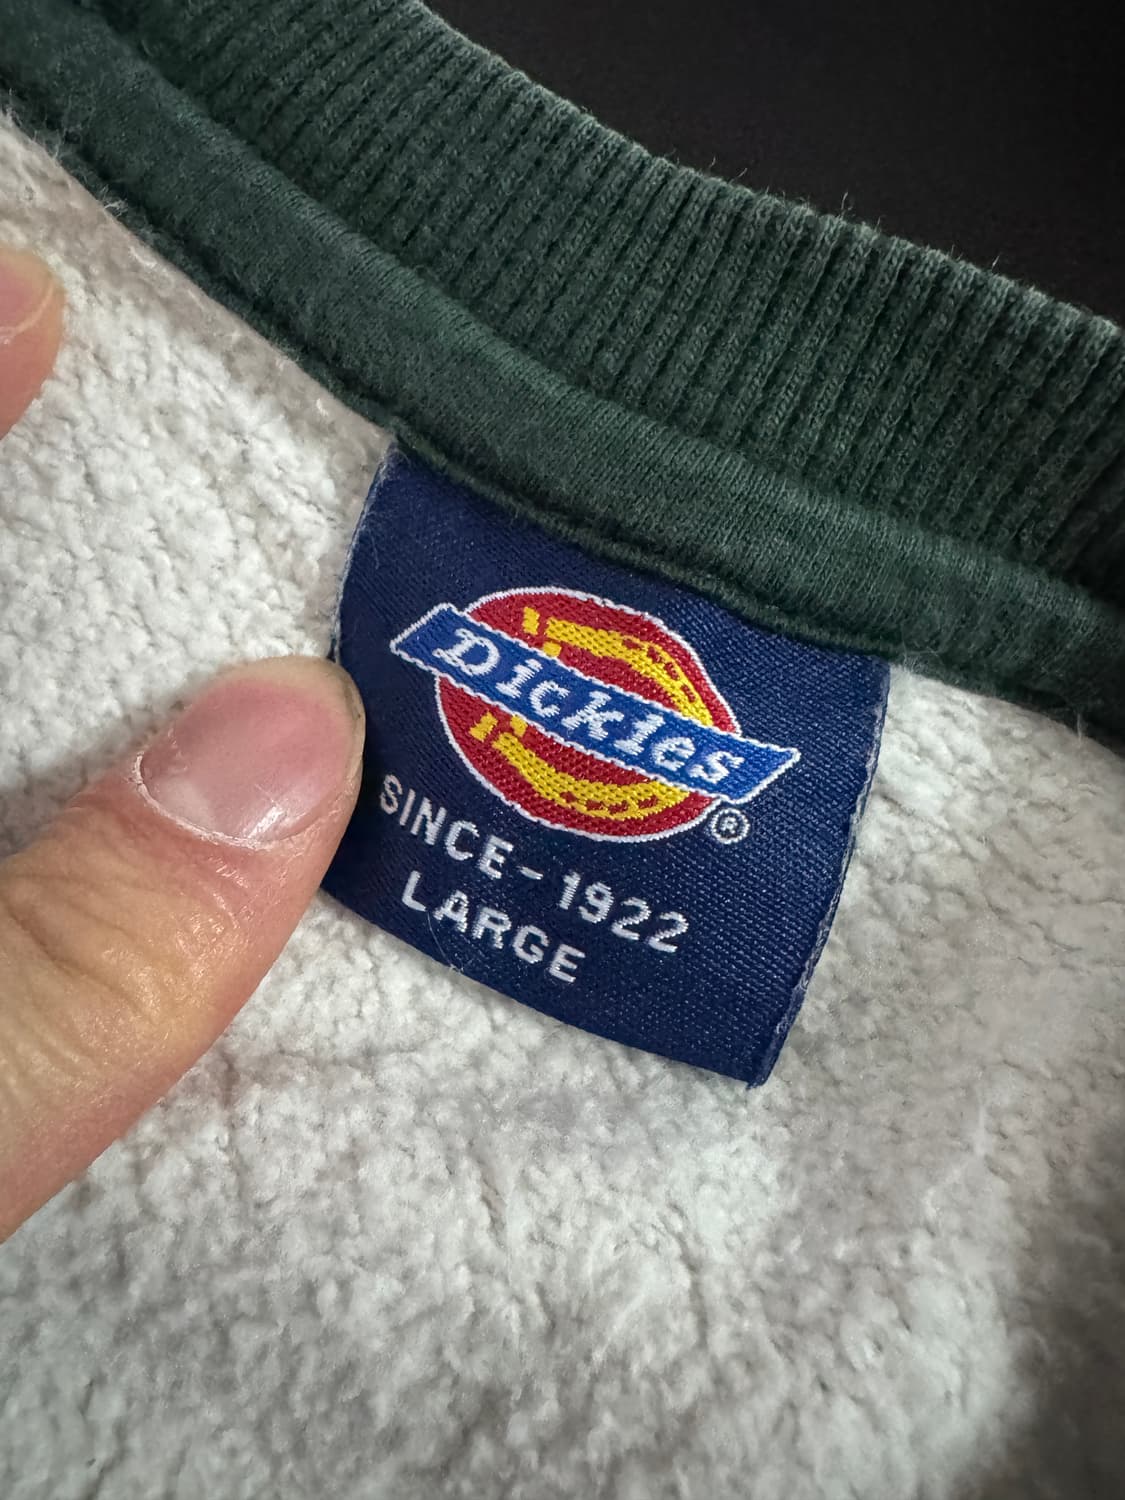 Dickies
®
SINCE-1922
LARGE